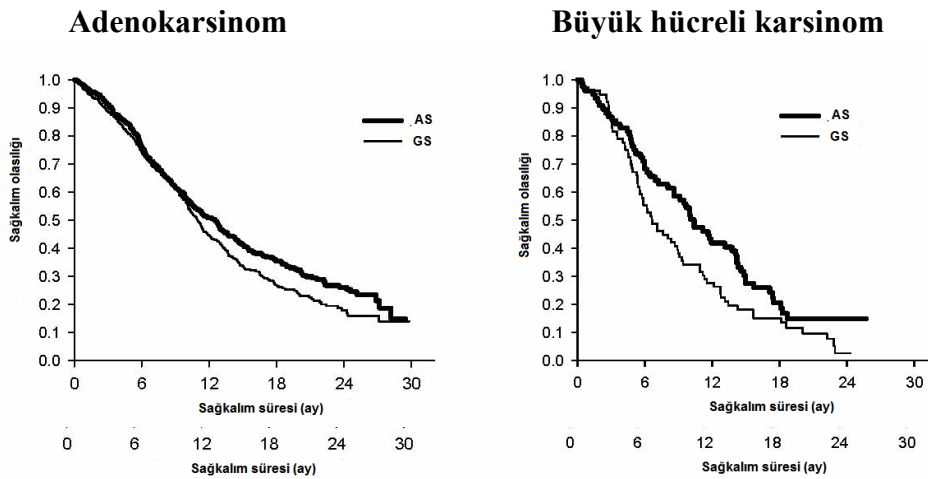 Adenokarsinom
Büyük hücreli karsinom
1.0
0.9
0.8
0.7
0.6
0.5
0.4
0.3
0.2
0.1
0.0
Sağkalım olasılığı
AS
GS
0 6 12 18 24 30
Sağkalım süresi (ay)
0 6 12 18 24 30
Sağkalım süresi (ay)
1.0
0.9
0.8
0.7
0.6
0.5
0.4
0.3
0.2
0.1
0.0
Sağkalım olasılığı
AS
GS
0 6 12 18 24 30
Sağkalım süresi (ay)
0 6 12 18 24 30
Sağkalım süresi (ay)